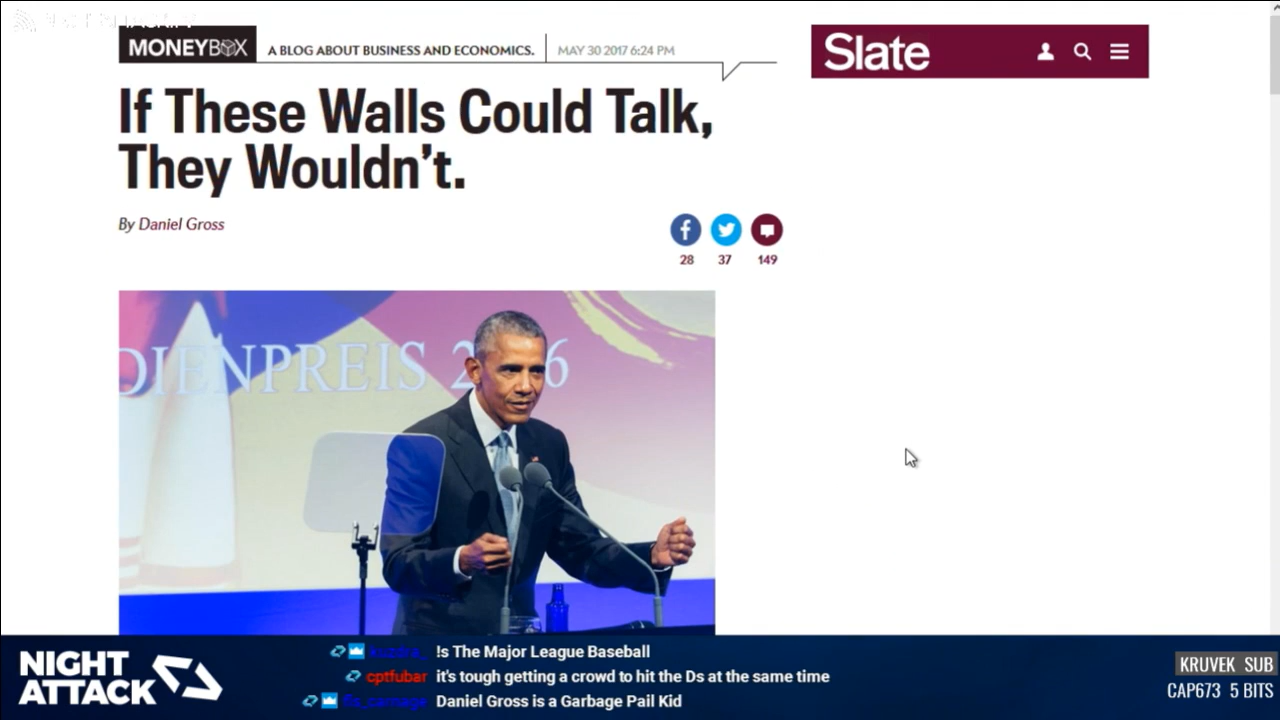 MONEYBOX
A BLOG ABOUT BUSINESS AND ECONOMICS.
MAY 30 2017 6:24 PM
Slate
If These Walls Could Talk,
They Wouldn't.
By Daniel Gross
28
37
149
DIENPREIS 2 6
NIGHT
ATTACK
!s The Major League Baseball
cptfubar it's tough getting a crowd to hit the Ds at the same time
Daniel Gross is a Garbage Pail Kid
KRUVEK SUB
CAP673 5 BITS